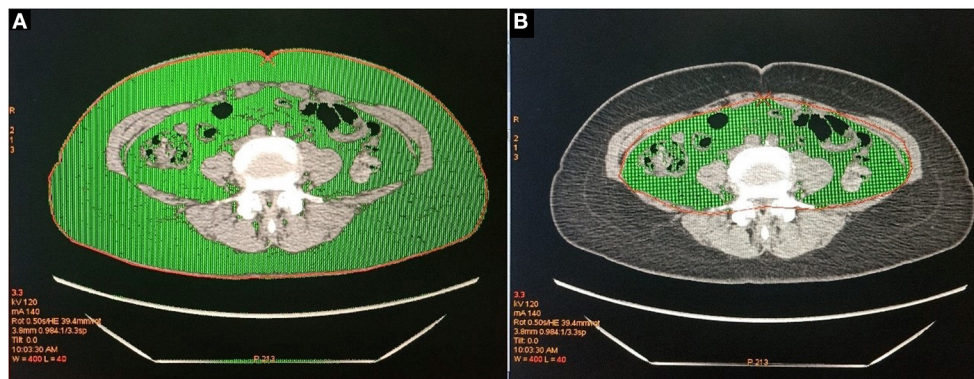 A
R
2
1
3
3.3
kV 120
mA 140
Rot 0.50s/HE 39.4mm/rot
3.8mm 0.984:1/3.3sp
Tilt 0.0
10:03:30 AM
W = 400 L = 40
P 213
B
R
2
1
3
3.3
kV 120
mA 140
Rot 0.50s/HE 39.4mm/rot
3.8mm 0.984:1/3.3sp
Tilt 0.0
10:03:30 AM
W = 400 L = 40
P 213